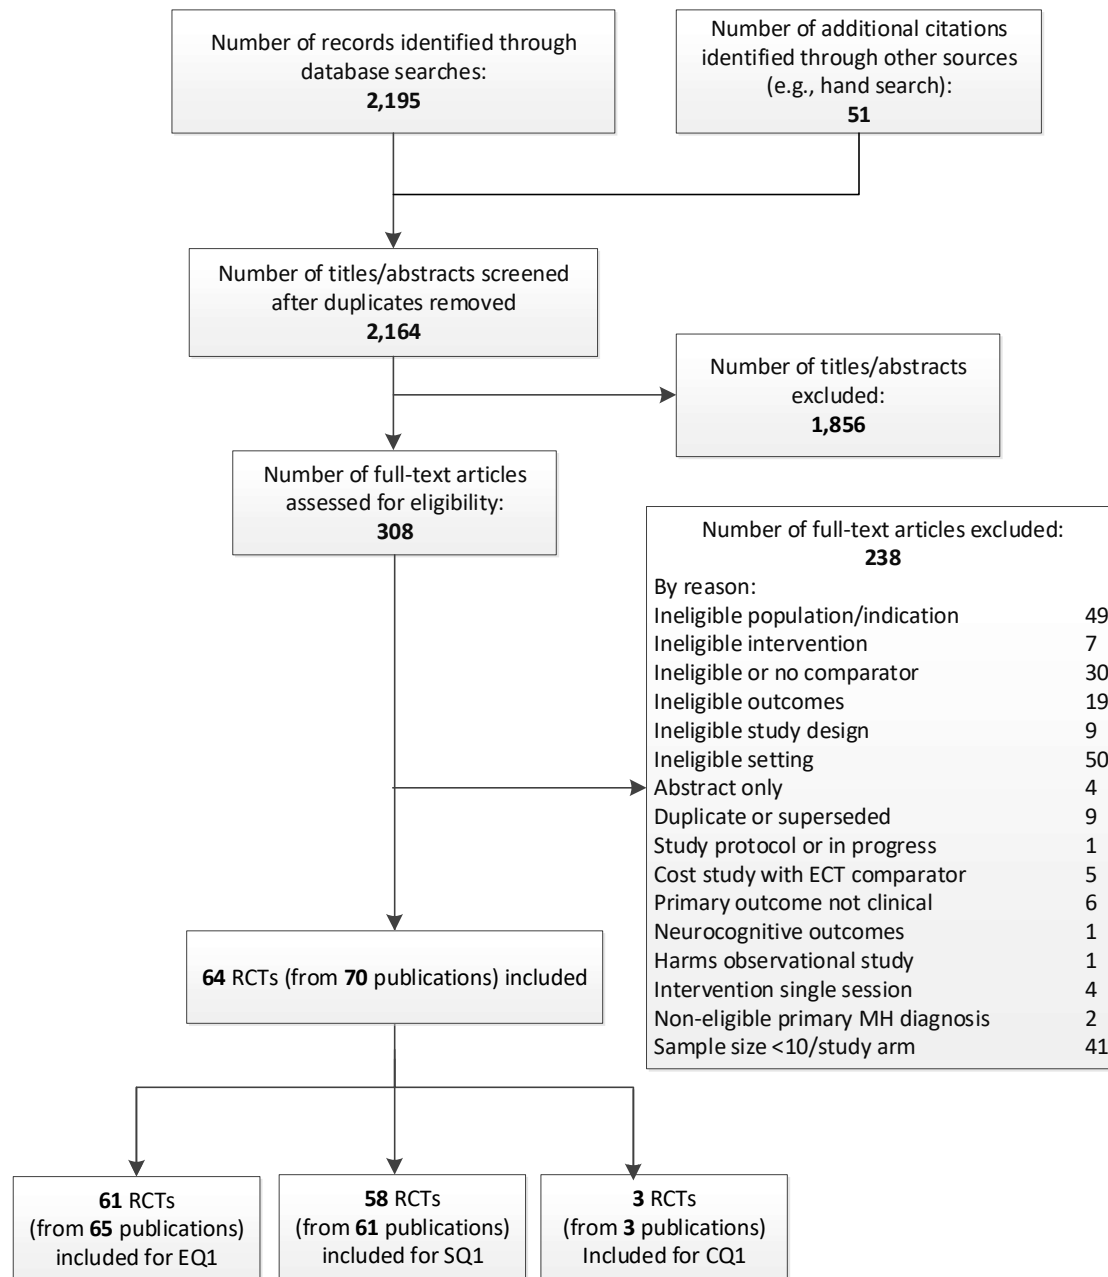 Number of records identified through
database searches:
2,195
Number of additional citations
identified through other sources
(e.g., hand search):
51
Number of titles/abstracts screened
after duplicates removed
2,164
Number of titles/abstracts
excluded:
1,856
Number of full-text articles
assessed for eligibility:
308
Number of full-text articles excluded:
238
By reason:
Ineligible population/indication 49
Ineligible intervention 7
Ineligible or no comparator 30
Ineligible outcomes 19
Ineligible study design 9
Ineligible setting 50
Abstract only 4
Duplicate or superseded 9
Study protocol or in progress 1
Cost study with ECT comparator 5
Primary outcome not clinical 6
Neurocognitive outcomes 1
Harms observational study 1
Intervention single session 4
Non-eligible primary MH diagnosis 2
Sample size <10/study arm 41
64 RCTs (from 70 publications) included
61 RCTs
(from 65 publications)
included for EQ1
58 RCTs
(from 61 publications)
included for SQ1
3 RCTs
(from 3 publications)
Included for CQ1